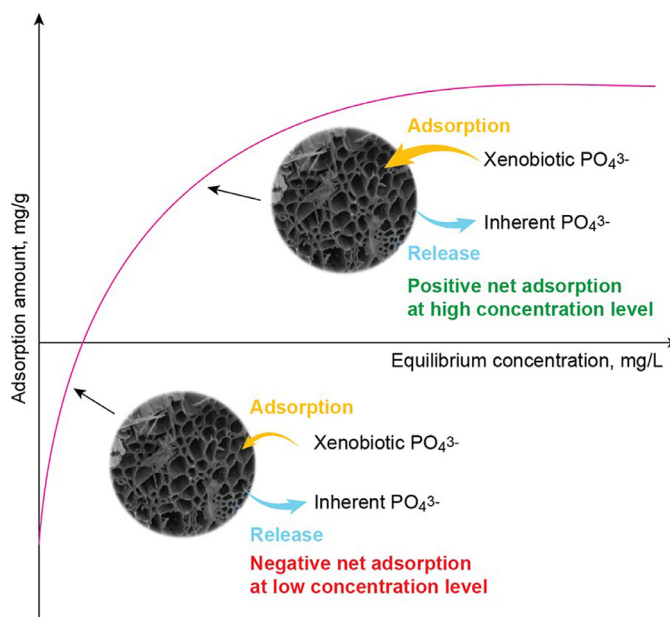 Adsorption amount, mg/g
Adsorption
Xenobiotic PO₄³⁻
Inherent PO₄³⁻
Release
Positive net adsorption
at high concentration level
Equilibrium concentration, mg/L
Adsorption
Xenobiotic PO₄³⁻
Inherent PO₄³⁻
Release
Negative net adsorption
at low concentration level